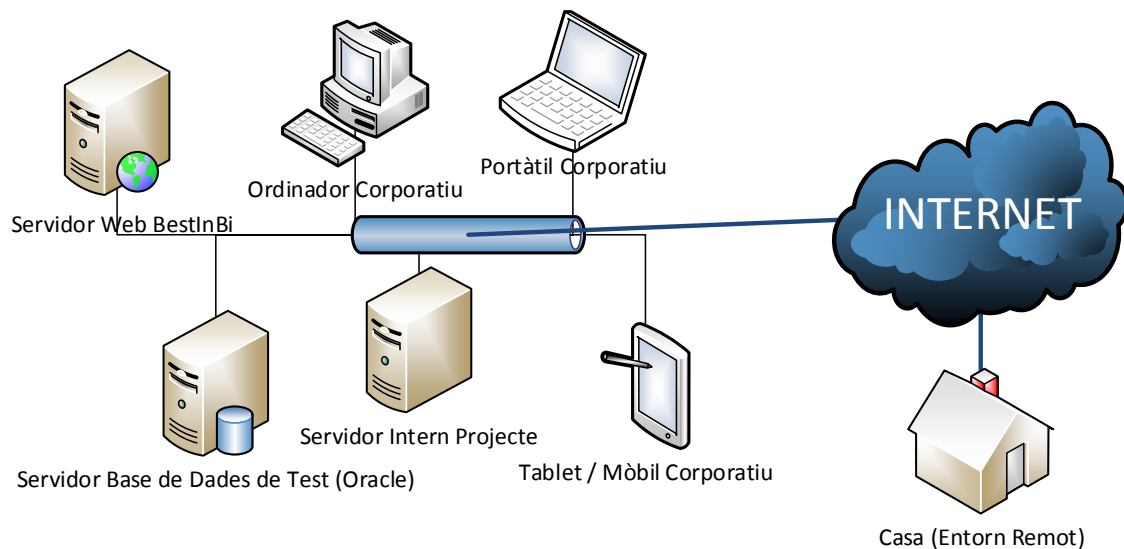 Ordinador Corporatiu
Portàtil Corporatiu
Servidor Web BestInBi
INTERNET
Servidor Intern Projecte
Servidor Base de Dades de Test (Oracle)
Tablet / Mòbil Corporatiu
Casa (Entorn Remot)